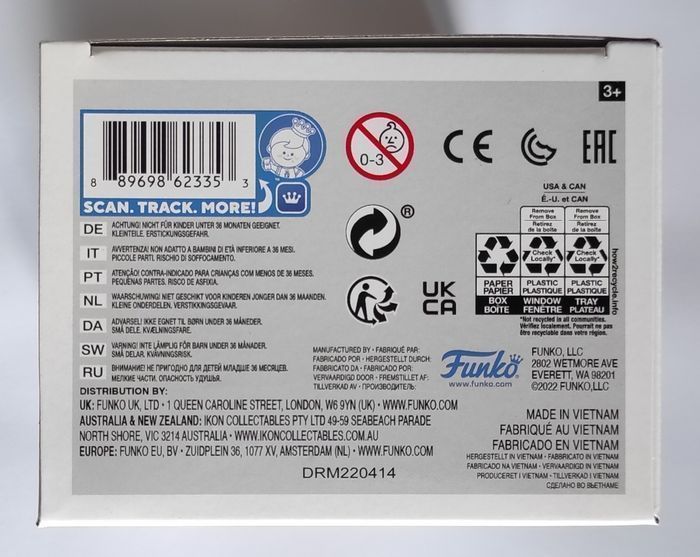 3+
8 89698 62335 3
SCAN. TRACK. MORE!
0-3
CE
EAC
®
UK
CA
USA & CAN
É.-U. et CAN
Remove From Box
Retirez de la boîte
Remove From Box
Retirez de la boîte
Check Locally*
Check Locally*
PAPER PLASTIC PLASTIC
PAPIER PLASTIQUE PLASTIQUE
BOX WINDOW TRAY
BOÎTE FENÊTRE PLATEAU
*Not recycled in all communities.
Vérifiez localement. Pourrait ne pas
être recyclable dans votre municipalité.
how2recycle.info
DE ACHTUNG! NICHT FÜR KINDER UNTER 36 MONATEN GEEIGNET.
KLEINTEILE. ERSTICKUNGSGEFAHR.
IT AVVERTENZA! NON ADATTO A BAMBINI DI ETÀ INFERIORE A 36 MESI.
PICCOLE PARTI. RISCHIO DI SOFFOCAMENTO.
PT ATENÇÃO! CONTRA-INDICADO PARA CRIANÇAS COM MENOS DE 36 MESES.
PEQUENAS PARTES. RISCO DE ASFIXIA.
NL WAARSCHUWING! NIET GESCHIKT VOOR KINDEREN JONGER DAN 36 MAANDEN.
KLEINE ONDERDELEN. VERSTIKKINGSGEVAAR.
DA ADVARSEL! IKKE EGNET TIL BØRN UNDER 36 MÅNEDER.
SMÅ DELE. KVÆLNINGSFARE.
SW VARNING! INTE LÄMPLIG FÖR BARN UNDER 36 MÅNADER.
SMÅ DELAR. KVÄVNINGSRISK.
RU ВНИМАНИЕ! НЕ ПРИГОДНО ДЛЯ ДЕТЕЙ МЛАДШЕ 36 МЕСЯЦЕВ.
МЕЛКИЕ ЧАСТИ. ОПАСНОСТЬ УДУШЬЯ.
MANUFACTURED BY • FABRIQUÉ PAR:
FABRICADO POR • HERGESTELLT DURCH:
FABBRICATO DA • FABRICADO POR:
VERVAARDIGD DOOR • FREMSTILLET AF:
TILLVERKAD AV • ПРОИЗВОДИТЕЛЬ:
Funko
www.funko.com
FUNKO, LLC
2802 WETMORE AVE
EVERETT, WA 98201
©2022 FUNKO,LLC
DISTRIBUTION BY:
UK: FUNKO UK, LTD • 1 QUEEN CAROLINE STREET, LONDON, W6 9YN (UK) • WWW.FUNKO.COM
AUSTRALIA & NEW ZEALAND: IKON COLLECTABLES PTY LTD 49-59 SEABEACH PARADE
NORTH SHORE, VIC 3214 AUSTRALIA • WWW.IKONCOLLECTABLES.COM.AU
EUROPE: FUNKO EU, BV • ZUIDPLEIN 36, 1077 XV, AMSTERDAM (NL) • WWW.FUNKO.COM
DRM220414
MADE IN VIETNAM
FABRIQUÉ AU VIETNAM
FABRICADO EN VIETNAM
HERGESTELLT IN VIETNAM • FABBRICATO IN VIETNAM
FABRICADO NA VIETNAM • VERVAARDIGD IN VIETNAM
PRODUCERET I VIETNAM • TILLVERKAD I VIETNAM
СДЕЛАНО ВО ВЬЕТНАМЕ